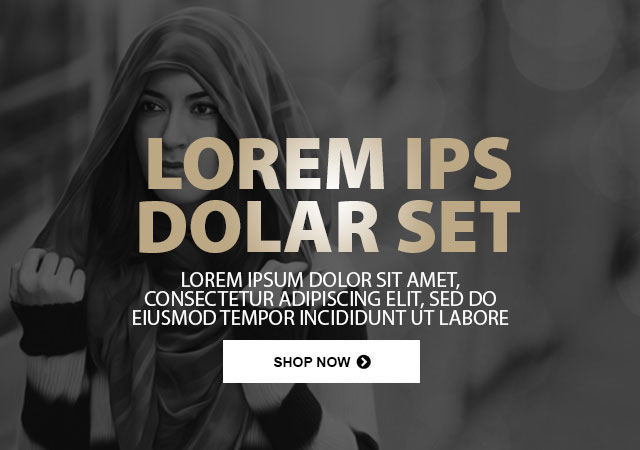 LOREM IPS
DOLAR SET
LOREM IPSUM DOLOR SIT AMET,
CONSECTETUR ADIPISCING ELIT, SED DO
EIUSMOD TEMPOR INCIDIDUNT UT LABORE
SHOP NOW